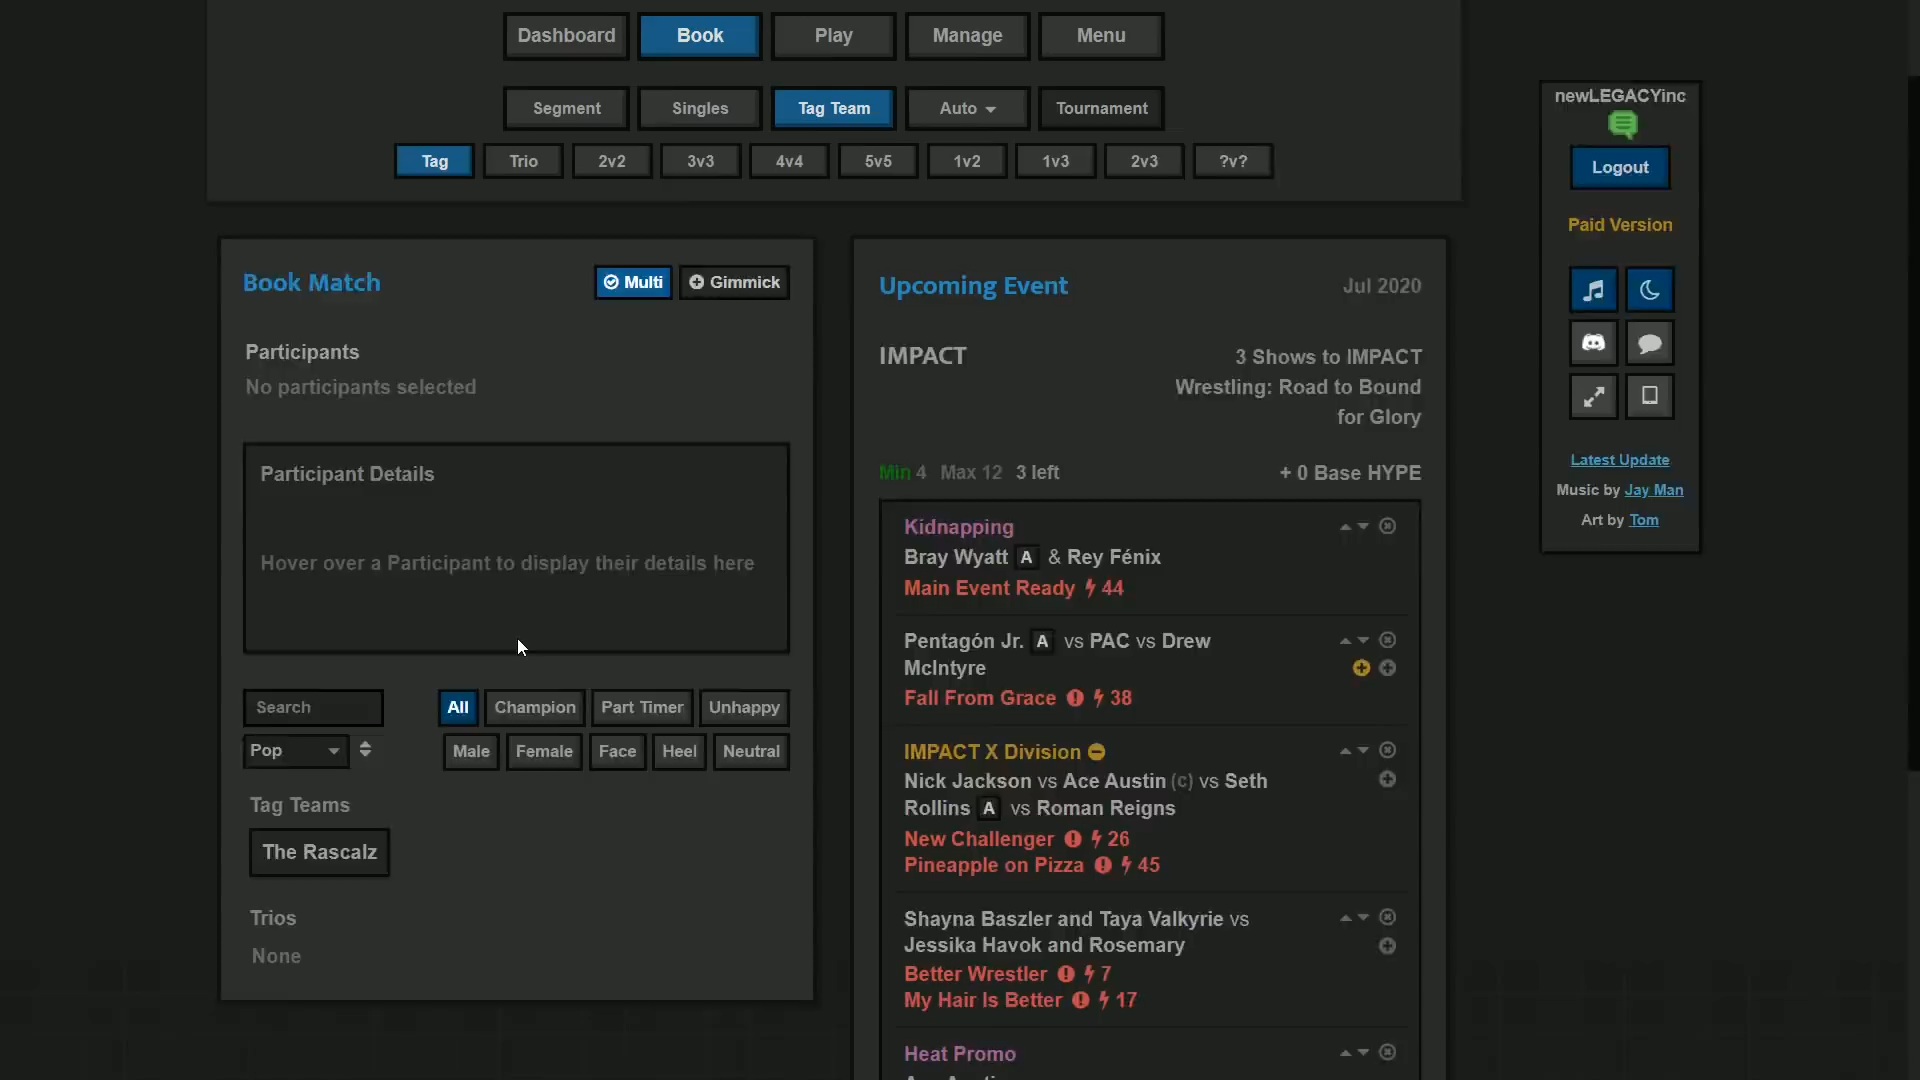 Dashboard Book Play Manage Menu
Segment Singles Tag Team Auto Tournament
Tag Trio 2v2 3v3 4v4 5v5 1v2 1v3 2v3 ?v?
newLEGACYinc
Logout
Paid Version
Latest Update
Music by Jay Man
Art by Tom
Book Match Multi Gimmick
Participants
No participants selected
Participant Details
Hover over a Participant to display their details here
Search All Champion Part Timer Unhappy
Pop Male Female Face Heel Neutral
Tag Teams
The Rascalz
Trios
None
Upcoming Event Jul 2020
IMPACT 3 Shows to IMPACT
Wrestling: Road to Bound
for Glory
Min 4 Max 12 3 left + 0 Base HYPE
Kidnapping
Bray Wyatt A & Rey Fénix
Main Event Ready 44
Pentagón Jr. A vs PAC vs Drew
McIntyre
Fall From Grace 38
IMPACT X Division
Nick Jackson vs Ace Austin (c) vs Seth
Rollins A vs Roman Reigns
New Challenger 26
Pineapple on Pizza 45
Shayna Baszler and Taya Valkyrie vs
Jessika Havok and Rosemary
Better Wrestler 7
My Hair Is Better 17
Heat Promo